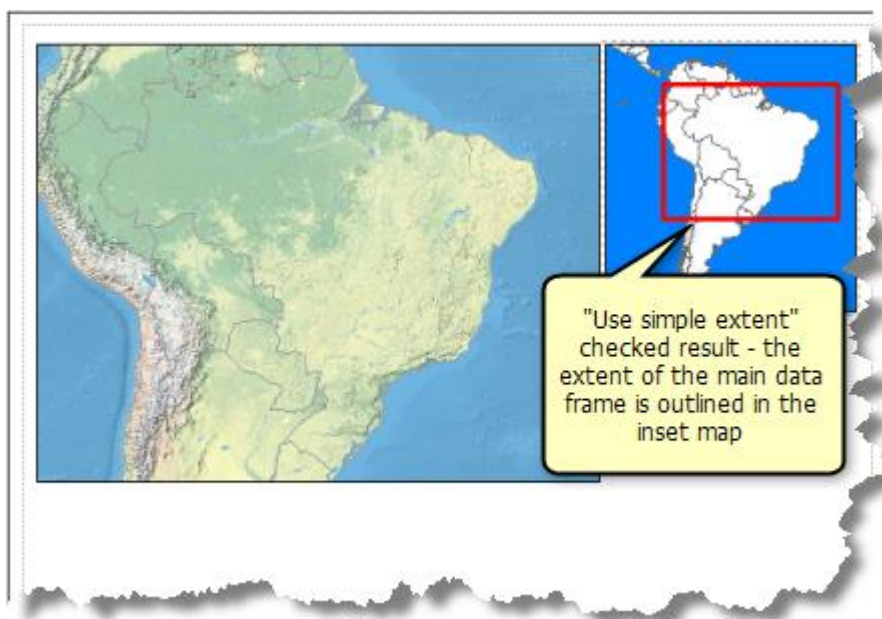 "Use simple extent"
checked result - the
extent of the main data
frame is outlined in the
inset map